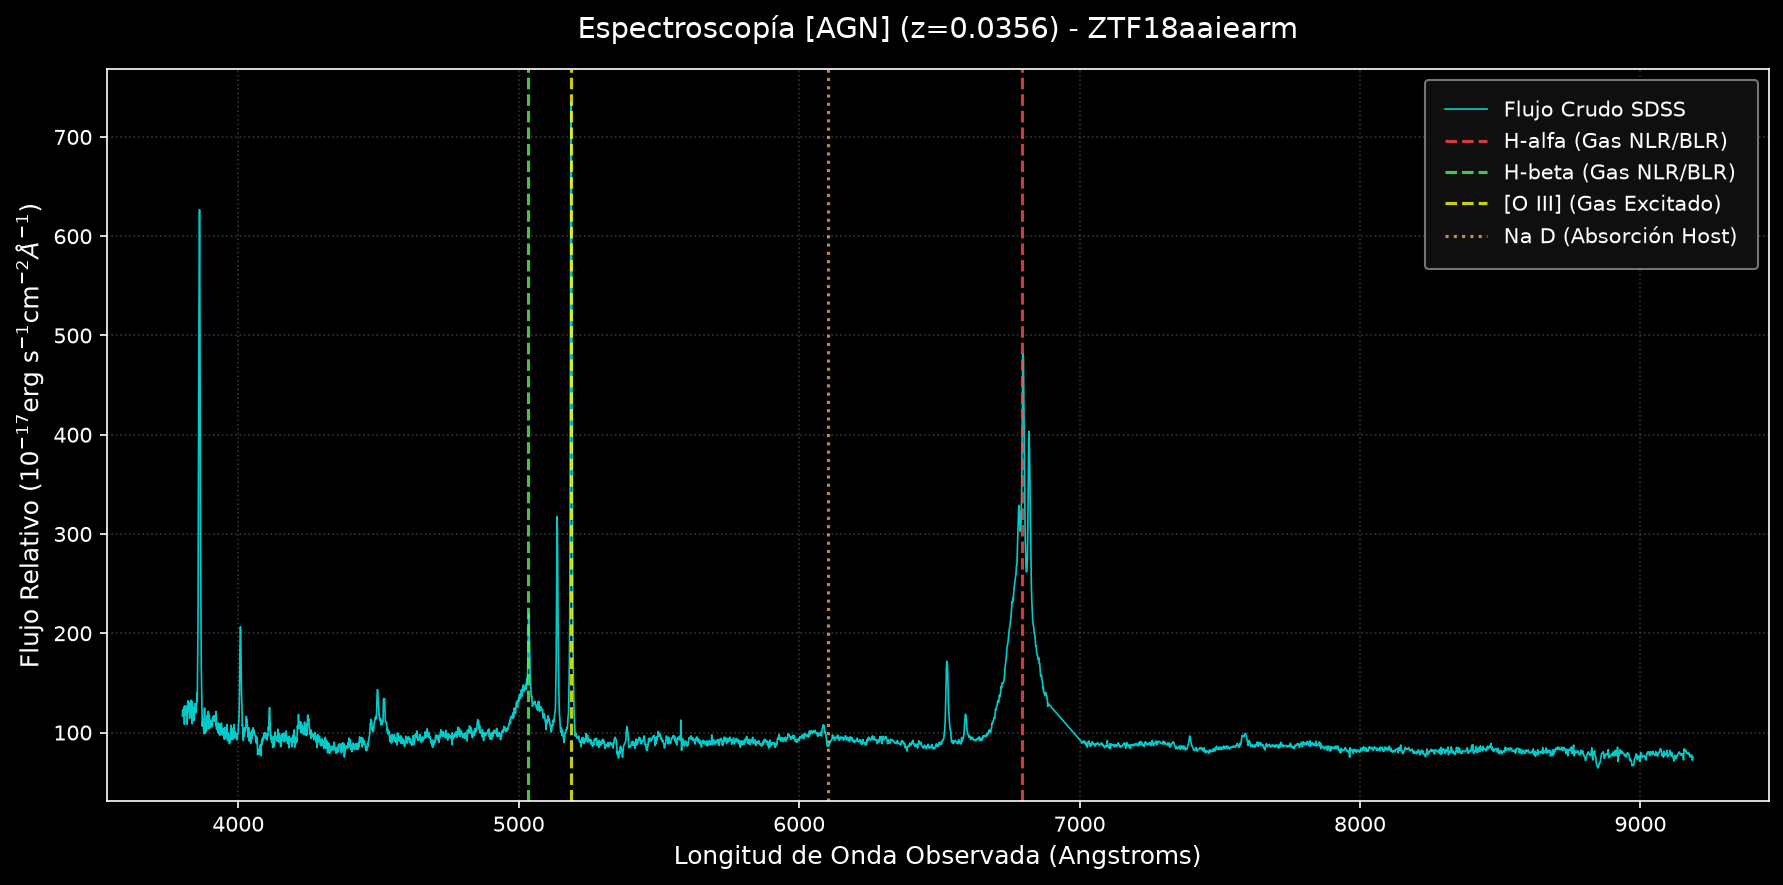 Espectroscopía [AGN] (z=0.0356) - ZTF18aaiearm
Flujo Crudo SDSS
H-alfa (Gas NLR/BLR)
H-beta (Gas NLR/BLR)
[O III] (Gas Excitado)
Na D (Absorción Host)
Flujo Relativo (10⁻¹⁷erg s⁻¹cm⁻²Å⁻¹)
700
600
500
400
300
200
100
4000 5000 6000 7000 8000 9000
Longitud de Onda Observada (Angstroms)